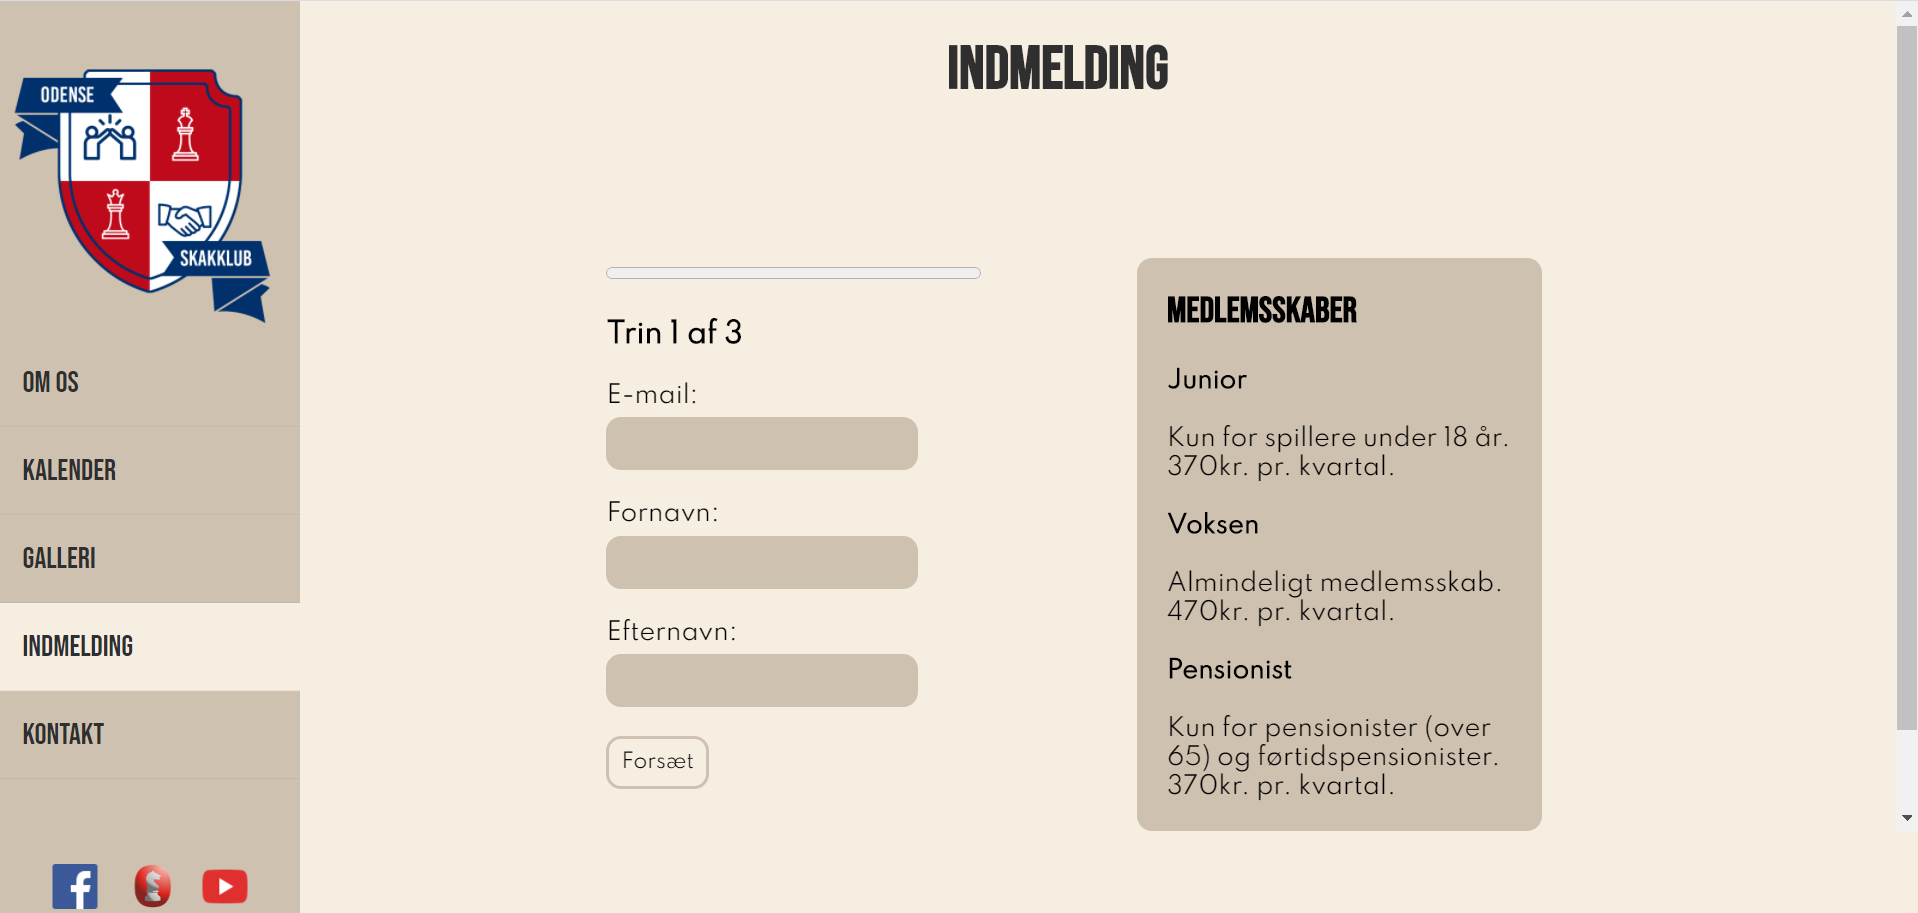 ODENSE
SKAKKLUB
OM OS
KALENDER
GALLERI
INDMELDING
KONTAKT
INDMELDING
Trin 1 af 3
E-mail:
Fornavn:
Efternavn:
Forsæt
MEDLEMSSKABER
Junior
Kun for spillere under 18 år.
370kr. pr. kvartal.
Voksen
Almindeligt medlemsskab.
470kr. pr. kvartal.
Pensionist
Kun for pensionister (over
65) og førtidspensionister.
370kr. pr. kvartal.